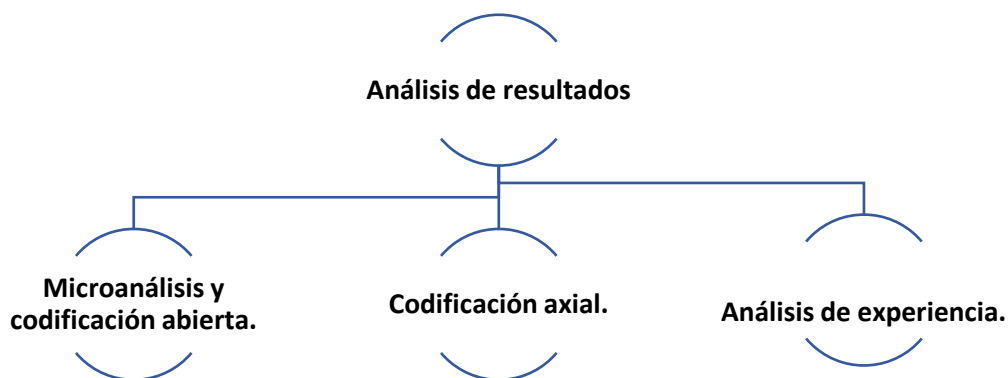 Análisis de resultados
Microanálisis y
codificación abierta.
Codificación axial.
Análisis de experiencia.